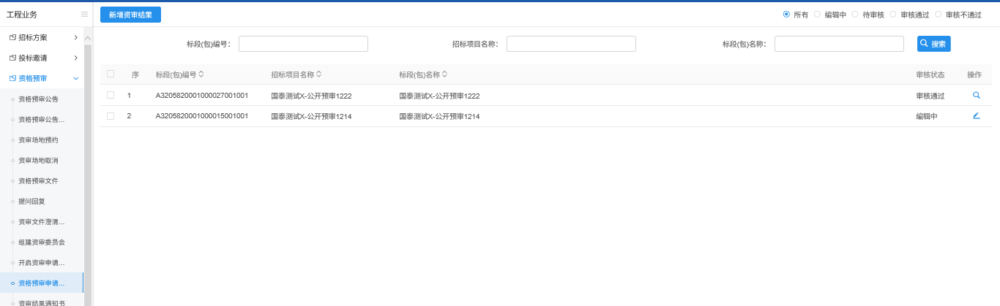 工程业务
招标方案
投标邀请
资格预审
资格预审公告
资格预审公告...
资审场地预约
资审场地取消
资格预审文件
提问回复
资审文件澄清...
组建资审委员会
开启资审申请...
资格预审申请...
资审结果通知书
新增资审结果
所有 编辑中 待审核 审核通过 审核不通过
标段(包)编号： 招标项目名称： 标段(包)名称： 搜索
序 标段(包)编号 招标项目名称 标段(包)名称 审核状态 操作
1 A3205820001000027001001 国泰测试X-公开预审1222 国泰测试X-公开预审1222 审核通过
2 A3205820001000015001001 国泰测试X-公开预审1214 国泰测试X-公开预审1214 编辑中